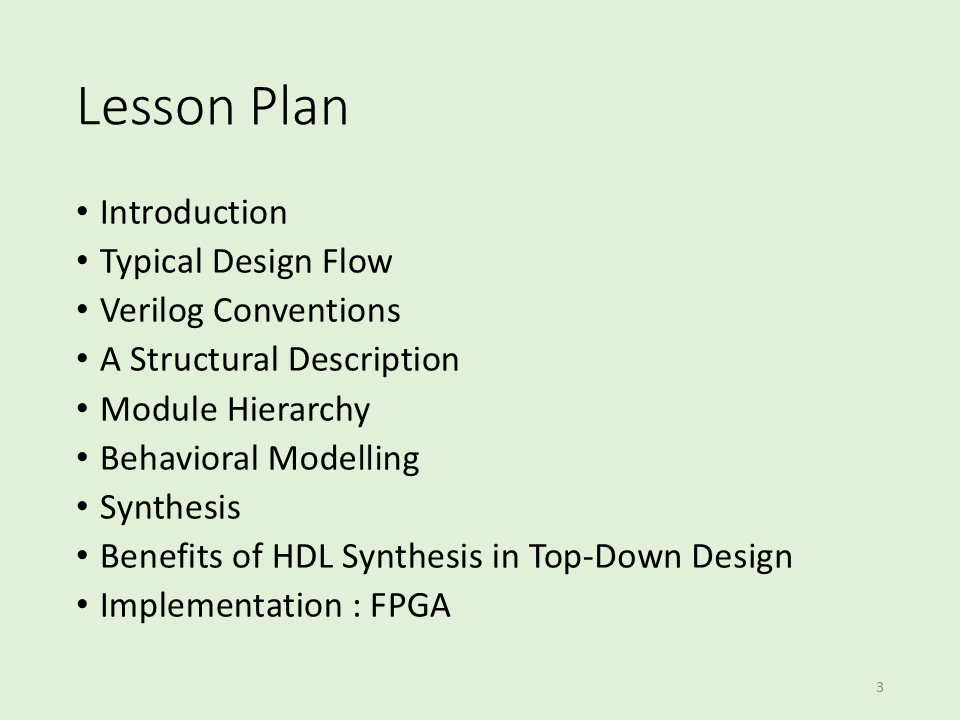 Lesson Plan
• Introduction
• Typical Design Flow
• Verilog Conventions
• A Structural Description
• Module Hierarchy
• Behavioral Modelling
• Synthesis
• Benefits of HDL Synthesis in Top-Down Design
• Implementation : FPGA
3